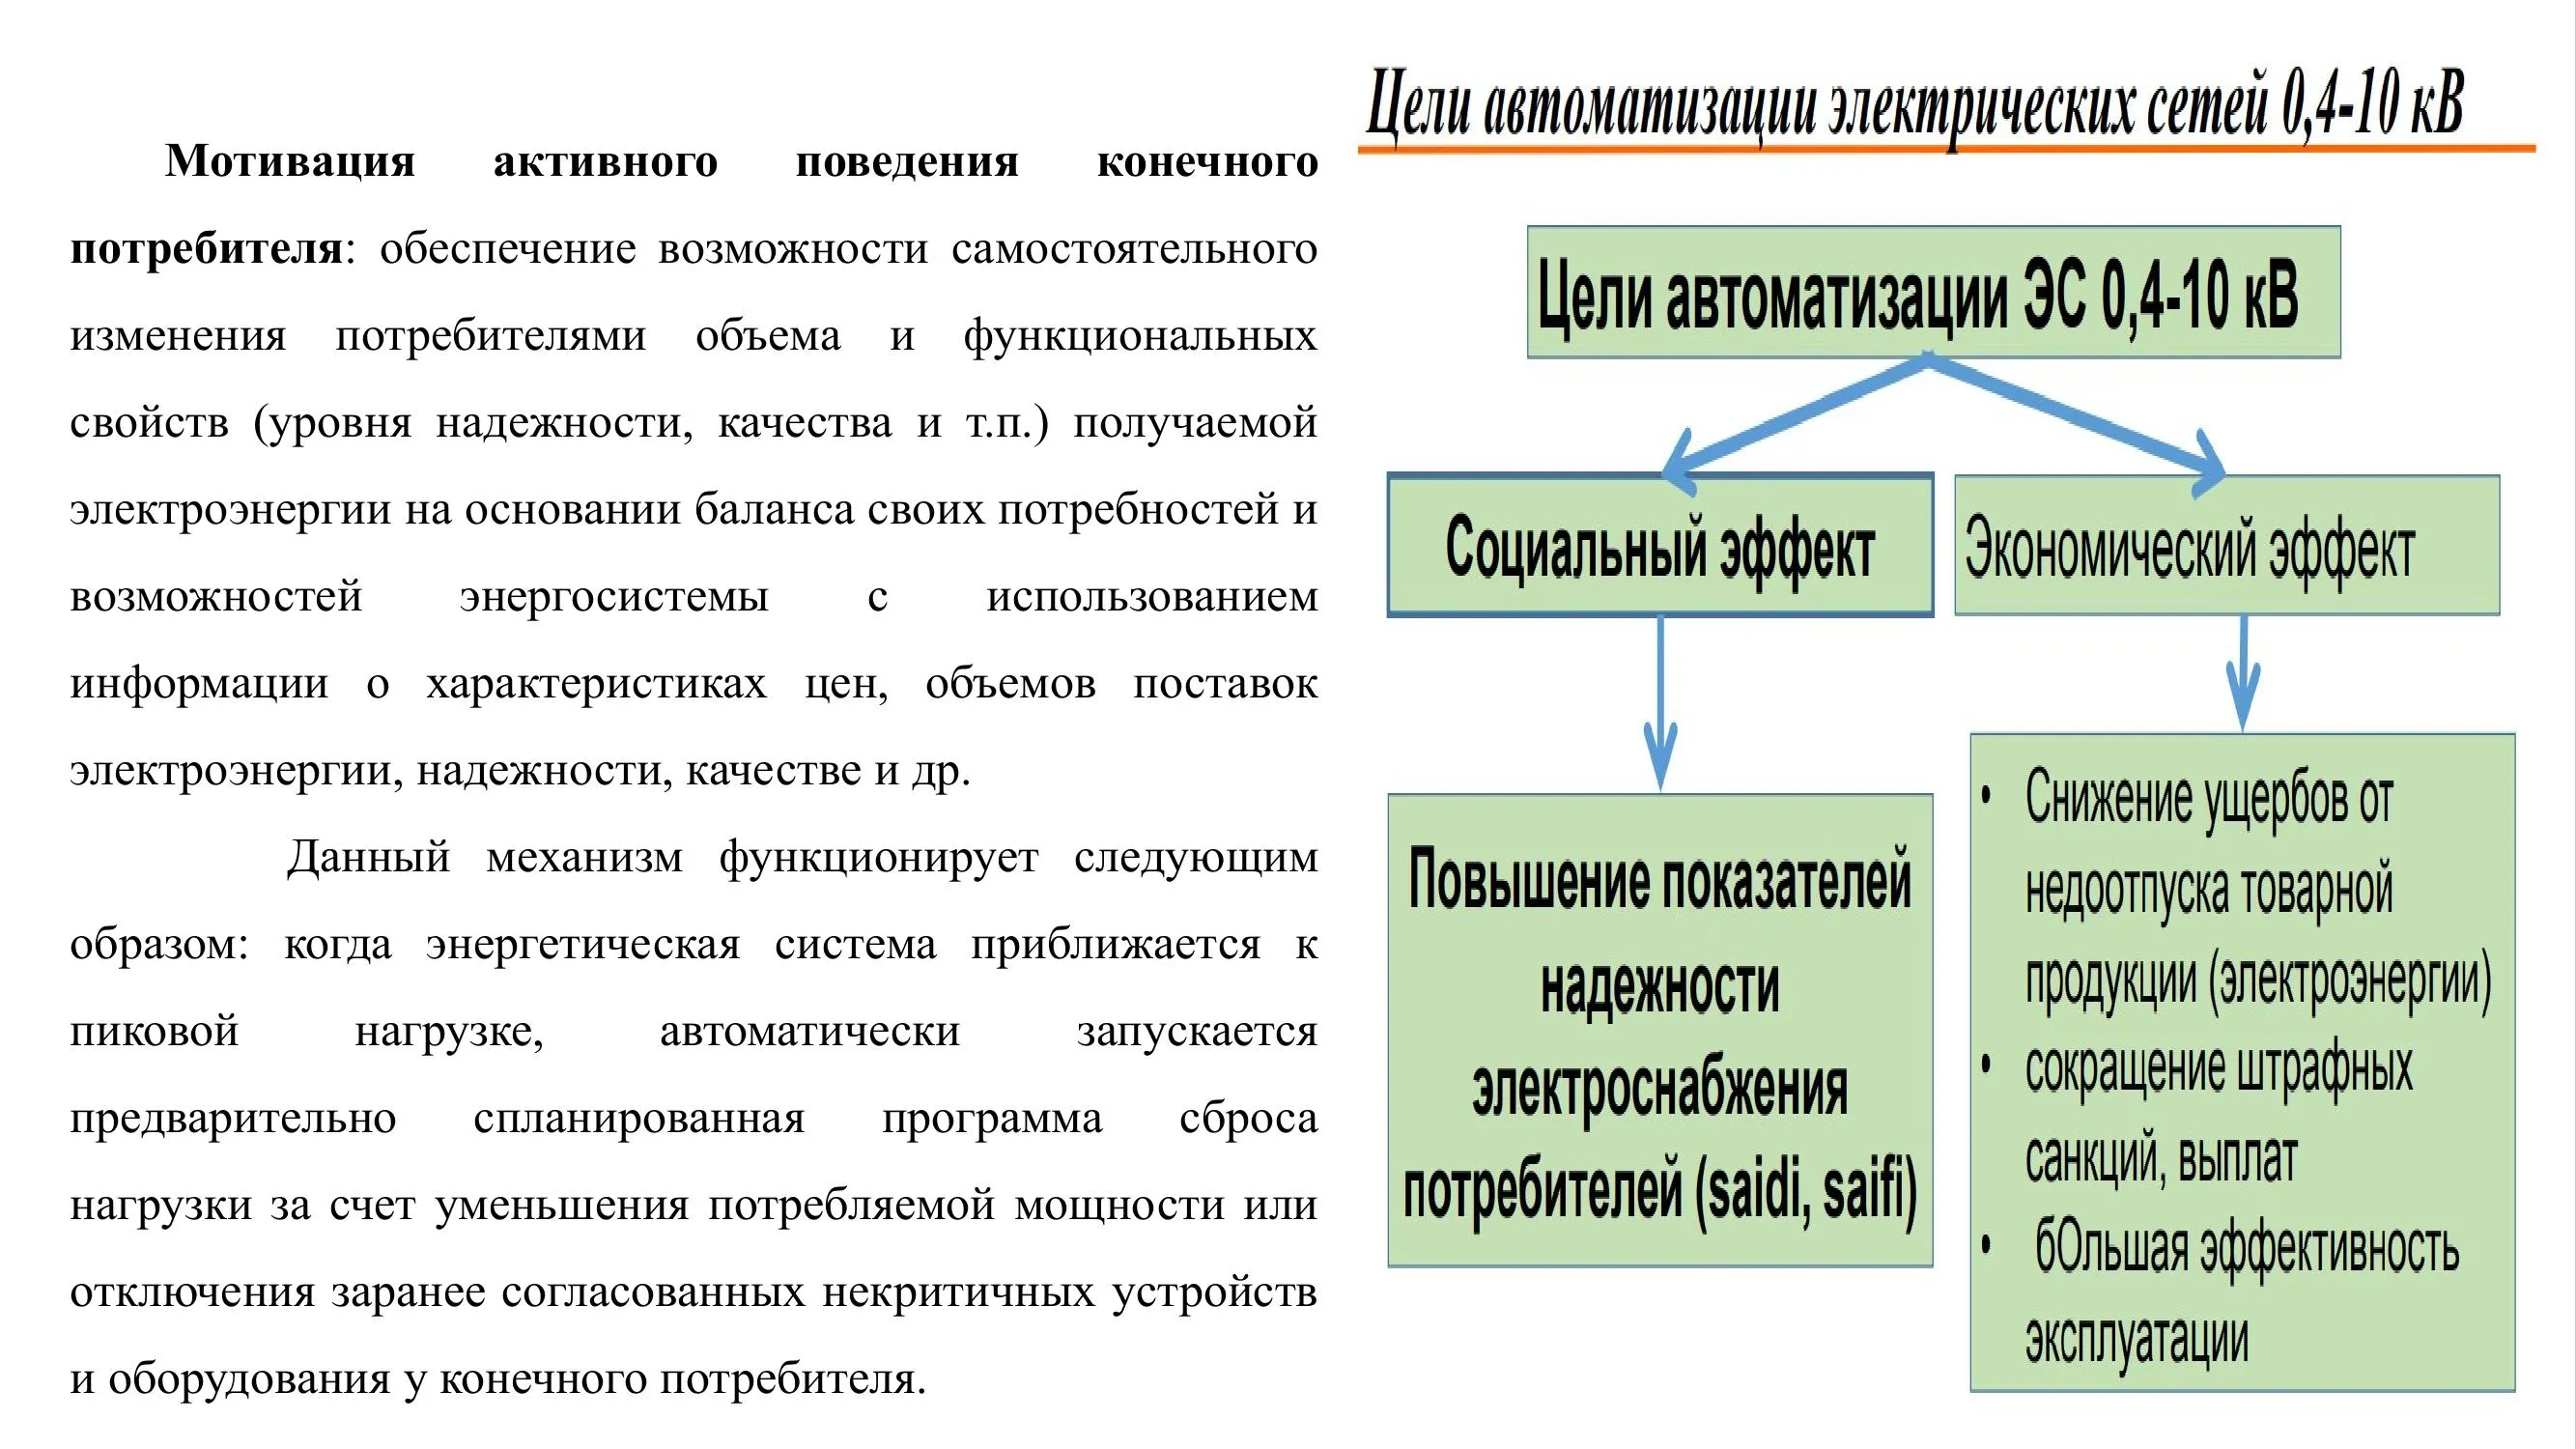 Мотивация активного поведения конечного
потребителя: обеспечение возможности самостоятельного
изменения потребителями объема и функциональных
свойств (уровня надежности, качества и т.п.) получаемой
электроэнергии на основании баланса своих потребностей и
возможностей энергосистемы с использованием
информации о характеристиках цен, объемов поставок
электроэнергии, надежности, качестве и др.
Данный механизм функционирует следующим
образом: когда энергетическая система приближается к
пиковой нагрузке, автоматически запускается
предварительно спланированная программа сброса
нагрузки за счет уменьшения потребляемой мощности или
отключения заранее согласованных некритичных устройств
и оборудования у конечного потребителя.
Цели автоматизации электрических сетей 0,4-10 кВ
Цели автоматизации ЭС 0,4-10 кВ
Социальный эффект
Экономический эффект
Повышение показателей
надежности
электроснабжения
потребителей (saidi, saifi)
• Снижение ущербов от
недоотпуска товарной
продукции (электроэнергии)
• сокращение штрафных
санкций, выплат
• бОльшая эффективность
эксплуатации